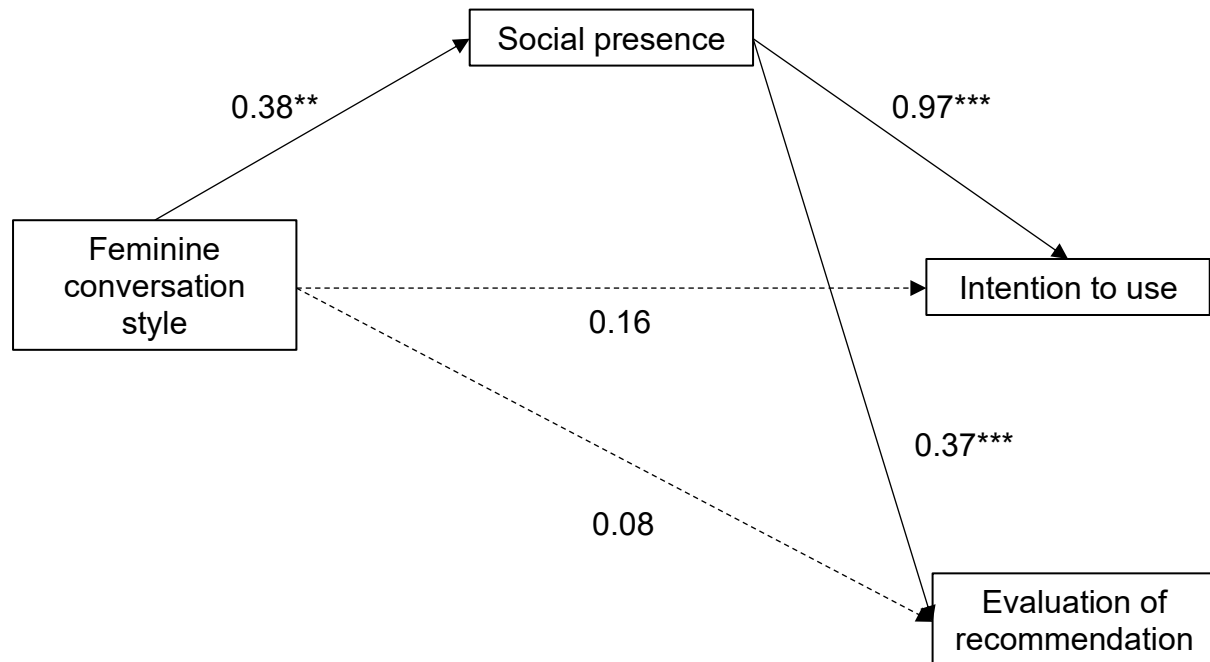 Social presence
0.38**
0.97***
Feminine
conversation
style
Intention to use
0.16
0.37***
0.08
Evaluation of
recommendation